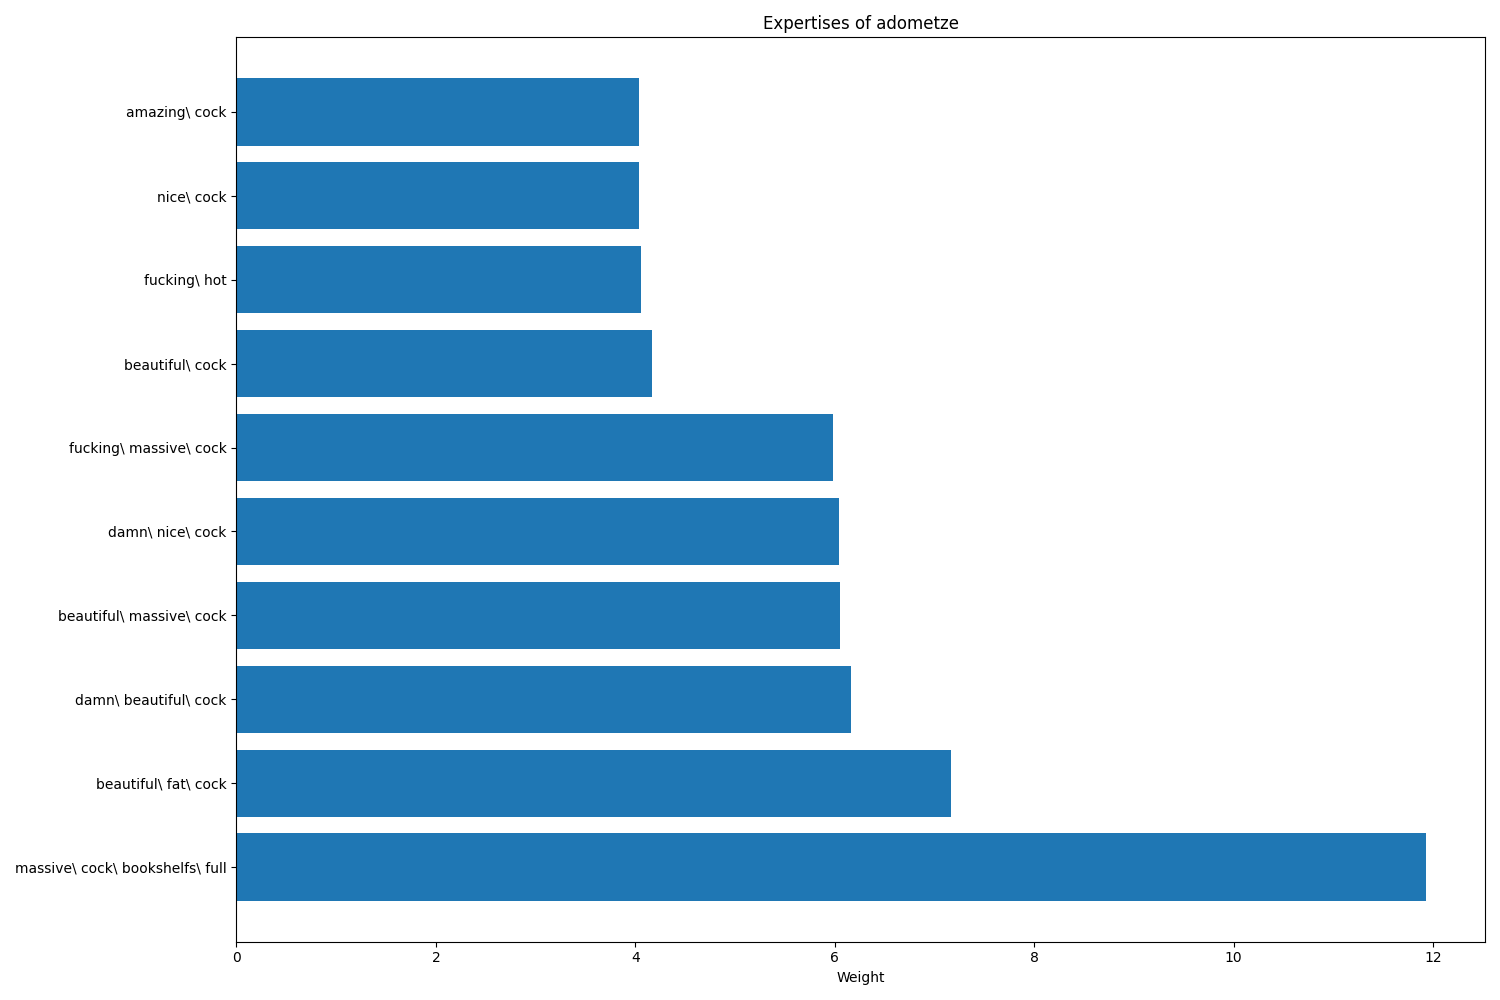 Expertises of adometze
amazing\ cock
nice\ cock
fucking\ hot
beautiful\ cock
fucking\ massive\ cock
damn\ nice\ cock
beautiful\ massive\ cock
damn\ beautiful\ cock
beautiful\ fat\ cock
massive\ cock\ bookshelfs\ full
0 2 4 6 8 10 12
Weight